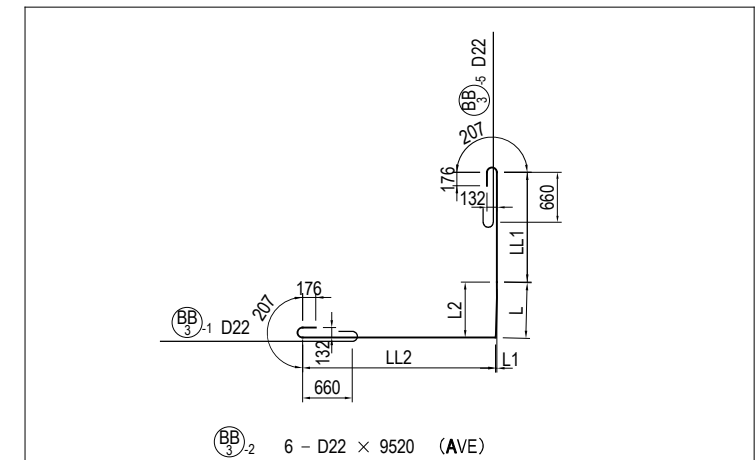 BB 3 -5 D22
207
176
132
660
LL1
L2
L
207
176
BB 3 -1 D22
132
LL2
L1
660
BB 3 -2 6 - D22 × 9520 (AVE)